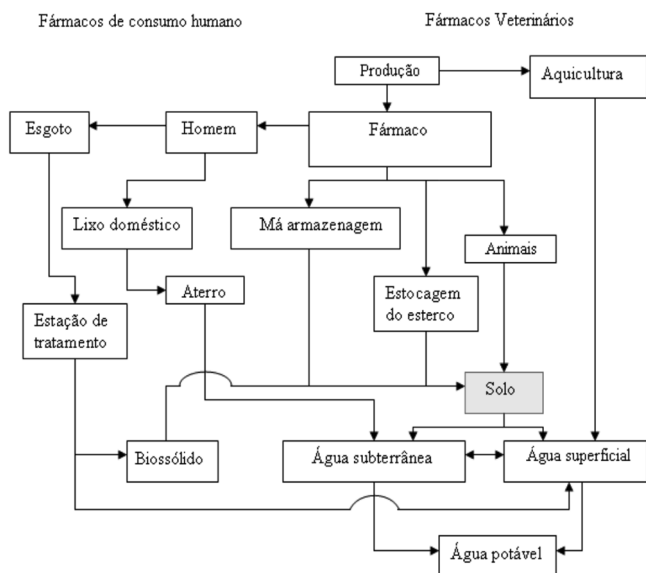 Fármacos de consumo humano
Fármacos Veterinários
Produção
Aquicultura
Esgoto
Homem
Fármaco
Lixo doméstico
Má armazenagem
Animais
Aterro
Estocagem
do esterco
Estação de
tratamento
Solo
Biossólido
Água subterrânea
Água superficial
Água potável